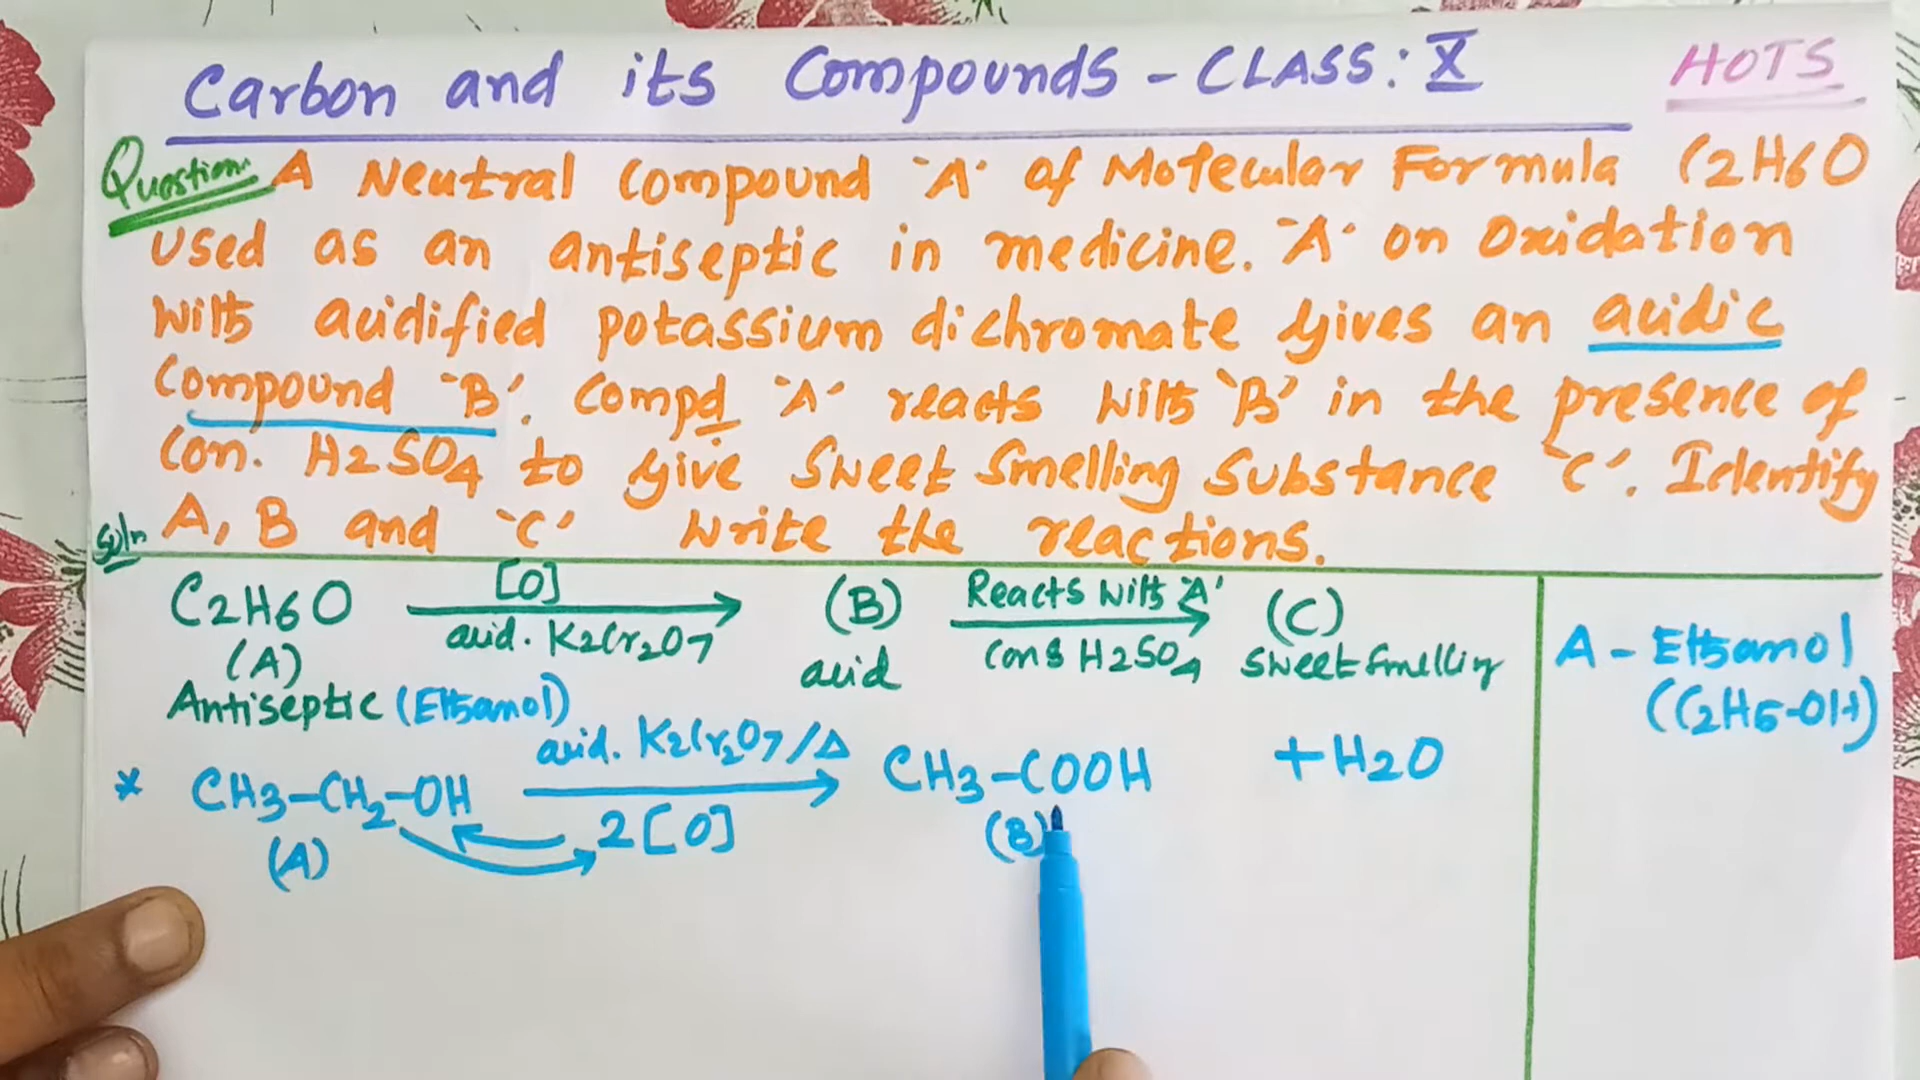 Carbon and its Compounds - CLASS: X
HOTS
Question: A Neutral compound 'A' of Molecular Formula C2H6O
used as an antiseptic in medicine. 'A' on Oxidation
with acidified potassium dichromate gives an acidic
compound 'B'. Compd 'A' reacts with 'B' in the presence of
Con. H2SO4 to give Sweet Smelling Substance 'C'. Identify
A, B and 'C' Write the reactions.
Soln
C2H6O [O] (B) Reacts with 'A' (C)
(A) acid. K2Cr2O7 acid Conc H2SO4 Sweet Smelling
Antiseptic (Ethanol)
A - Ethanol
(C2H5-OH)
acid. K2Cr2O7/Δ
* CH3-CH2-OH 2[O] CH3-COOH + H2O
(A) (B)